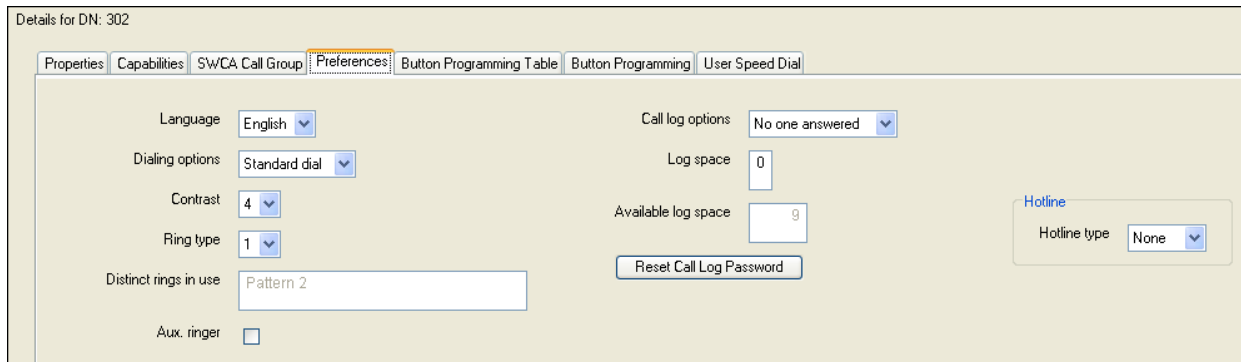 Details for DN: 302
Properties Capabilities SWCA Call Group Preferences Button Programming Table Button Programming User Speed Dial
Language English
Dialing options Standard dial
Contrast 4
Ring type 1
Distinct rings in use Pattern 2
Aux. ringer
Call log options No one answered
Log space 0
Available log space 9
Reset Call Log Password
Hotline
Hotline type None